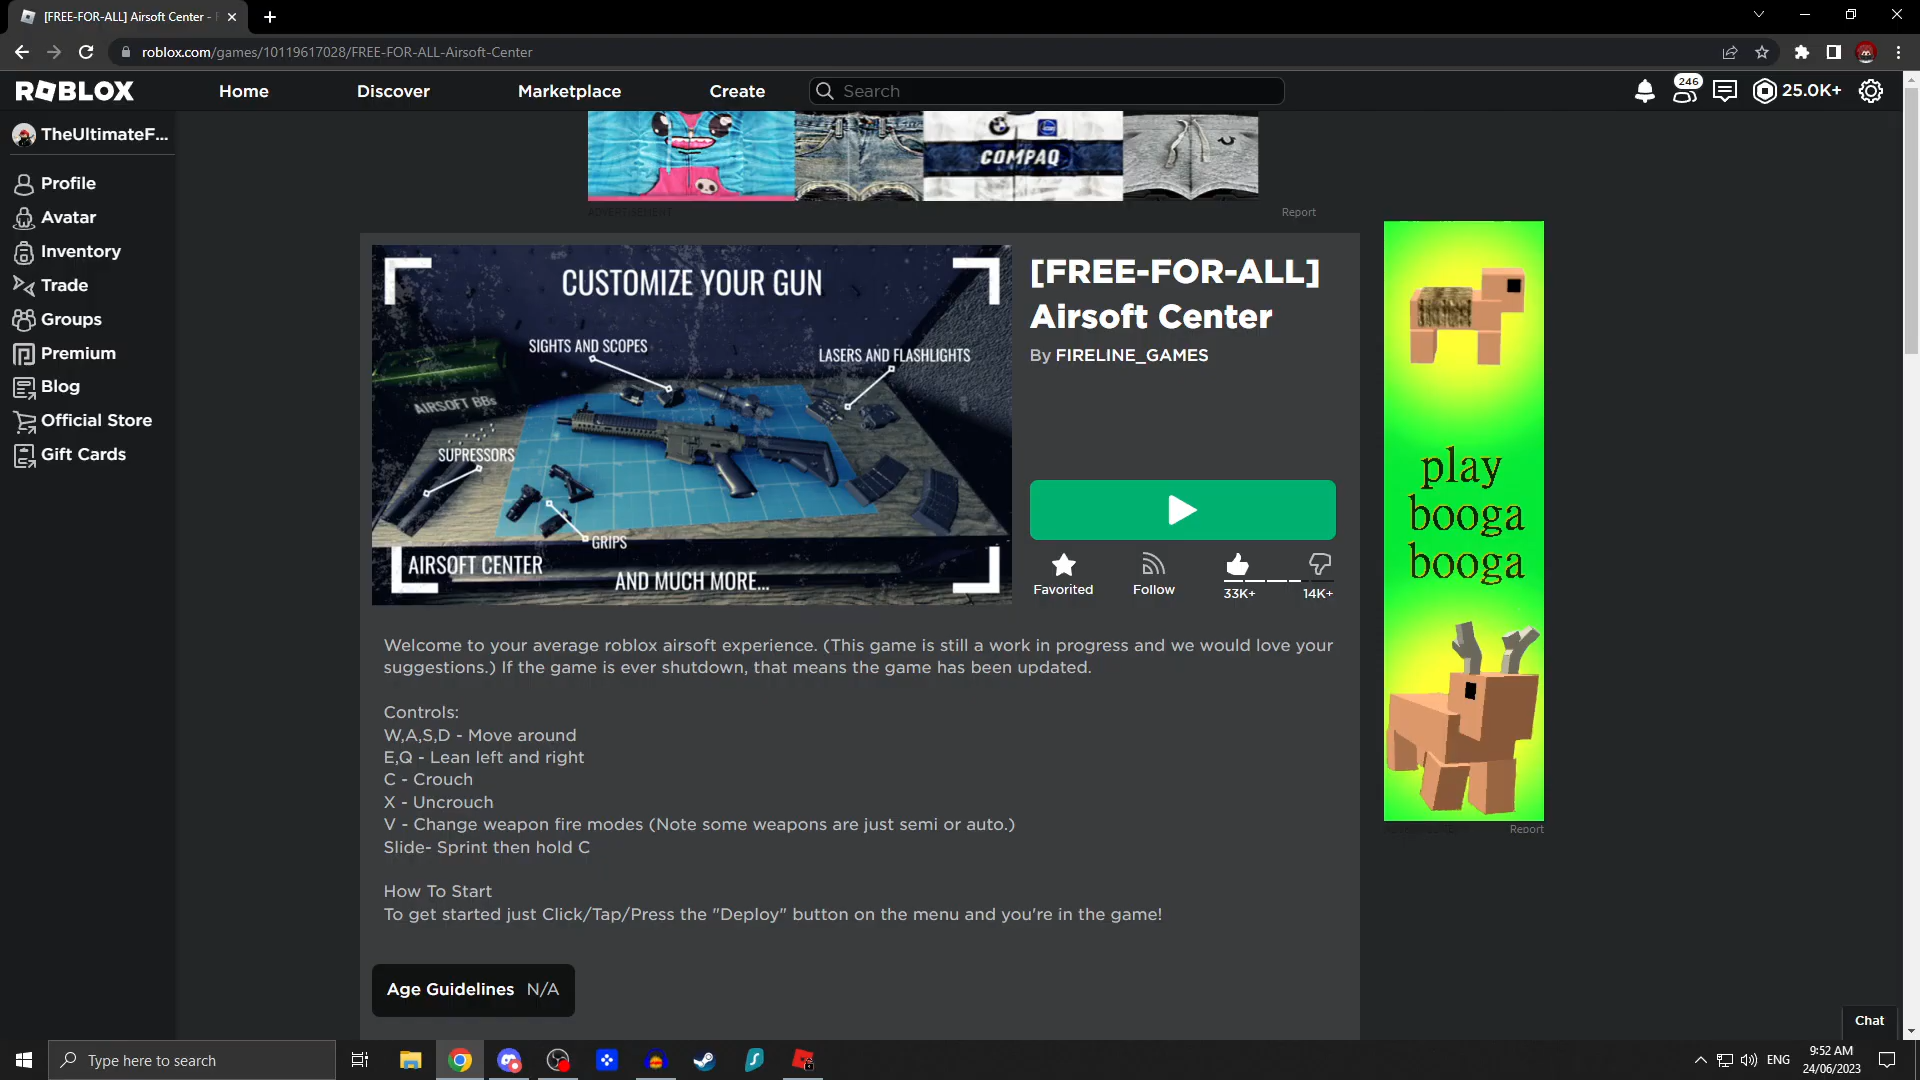 [FREE-FOR-ALL] Airsoft Center -
roblox.com/games/10119617028/FREE-FOR-ALL-Airsoft-Center
ROBLOX
Home
Discover
Marketplace
Create
Search
246
25.0K+
TheUltimateF...
Profile
Avatar
Inventory
Trade
Groups
Premium
Blog
Official Store
Gift Cards
COMPAQ
ADVERTISEMENT
Report
CUSTOMIZE YOUR GUN
SIGHTS AND SCOPES
LASERS AND FLASHLIGHTS
AIRSOFT BBs
SUPRESSORS
GRIPS
AIRSOFT CENTER
AND MUCH MORE...
[FREE-FOR-ALL]
Airsoft Center
By FIRELINE_GAMES
Favorited
Follow
33K+
14K+
play
booga
booga
Report
Welcome to your average roblox airsoft experience. (This game is still a work in progress and we would love your
suggestions.) If the game is ever shutdown, that means the game has been updated.
Controls:
W,A,S,D - Move around
E,Q - Lean left and right
C - Crouch
X - Uncrouch
V - Change weapon fire modes (Note some weapons are just semi or auto.)
Slide- Sprint then hold C
How To Start
To get started just Click/Tap/Press the "Deploy" button on the menu and you're in the game!
Age Guidelines N/A
Chat
Type here to search
ENG
9:52 AM
24/06/2023